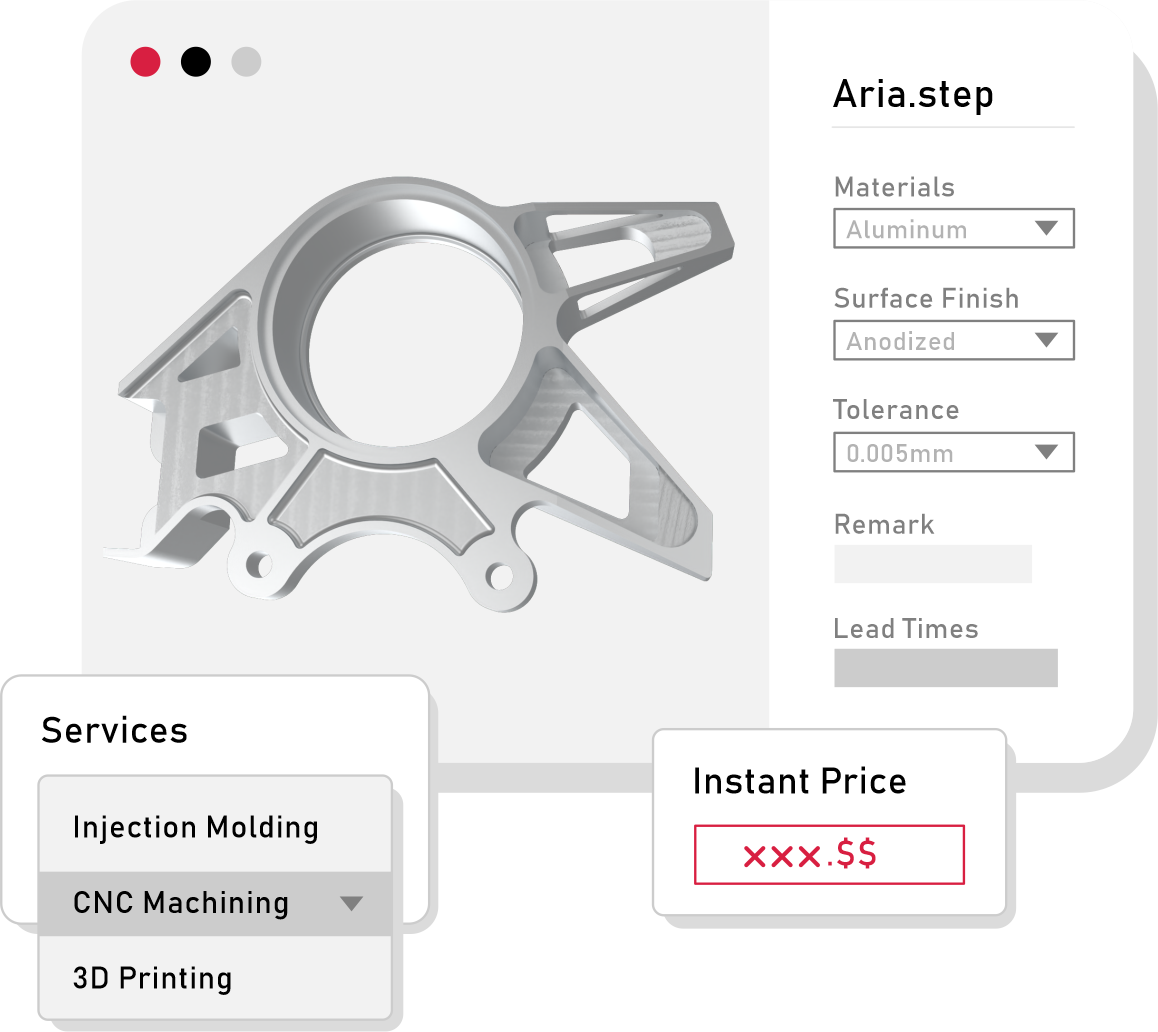 Aria.step
Materials
Aluminum
Surface Finish
Anodized
Tolerance
0.005mm
Remark
Lead Times
Services
Injection Molding
CNC Machining
3D Printing
Instant Price
xxx.$$